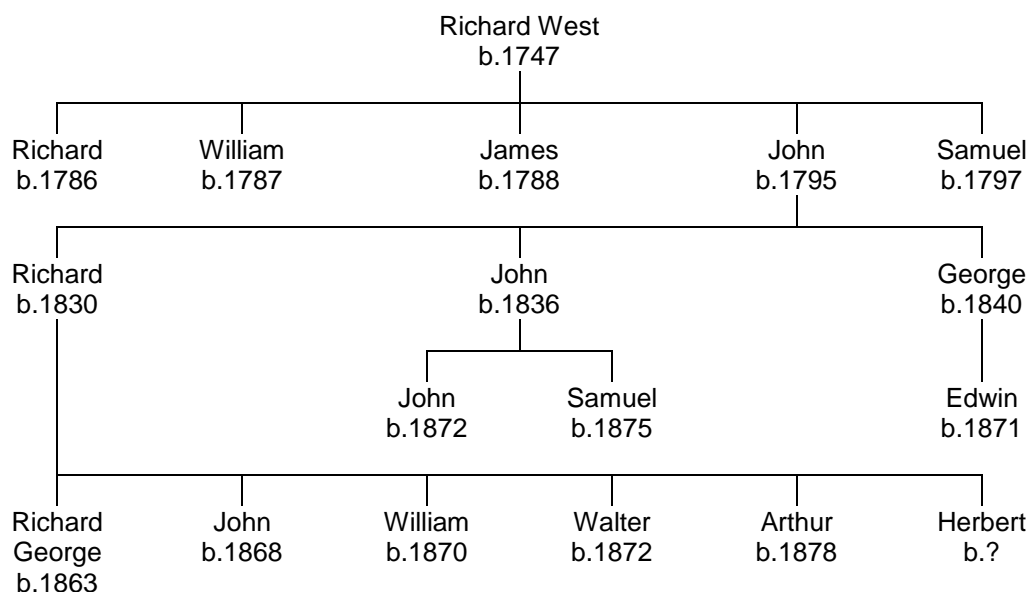 Richard West
b.1747
Richard
b.1786
William
b.1787
James
b.1788
John
b.1795
Samuel
b.1797
Richard
b.1830
John
b.1836
George
b.1840
John
b.1872
Samuel
b.1875
Edwin
b.1871
Richard
George
b.1863
John
b.1868
William
b.1870
Walter
b.1872
Arthur
b.1878
Herbert
b.?